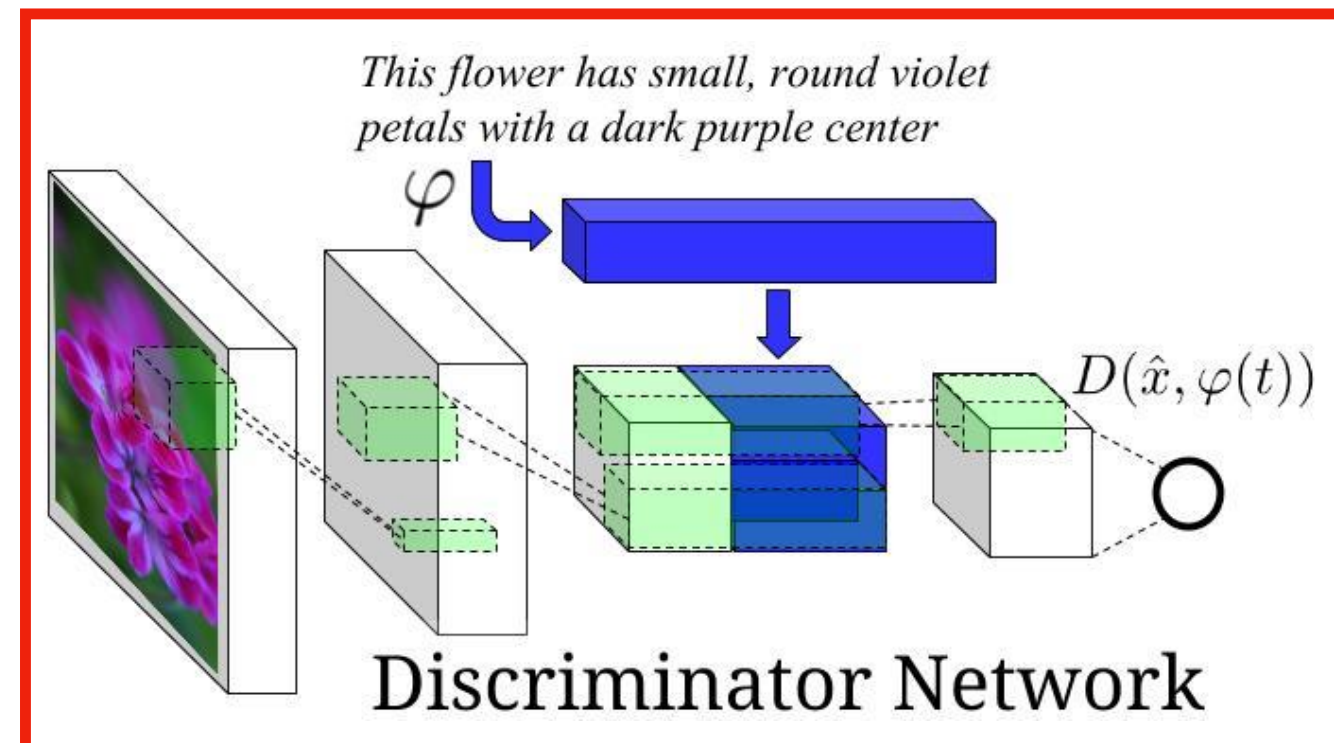 This flower has small, round violet
petals with a dark purple center
φ
D(x̂, φ(t))
Discriminator Network